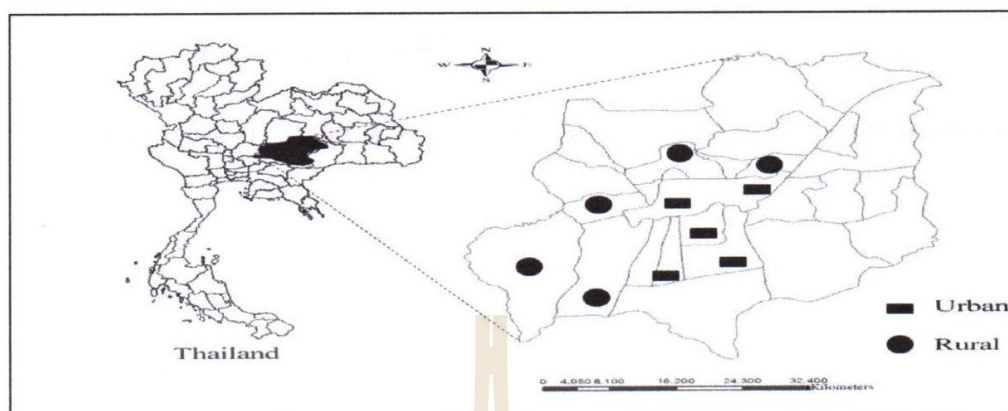 N
W E
S
Thailand
Urban
Rural
0 4,050 8,100 16,200 24,300 32,400
Kilometers